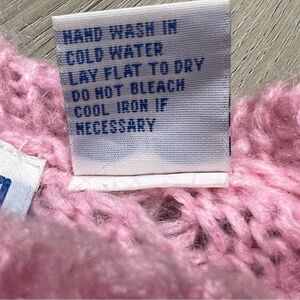 HAND WASH IN
COLD WATER
LAY FLAT TO DRY
DO NOT BLEACH
COOL IRON IF
NECESSARY